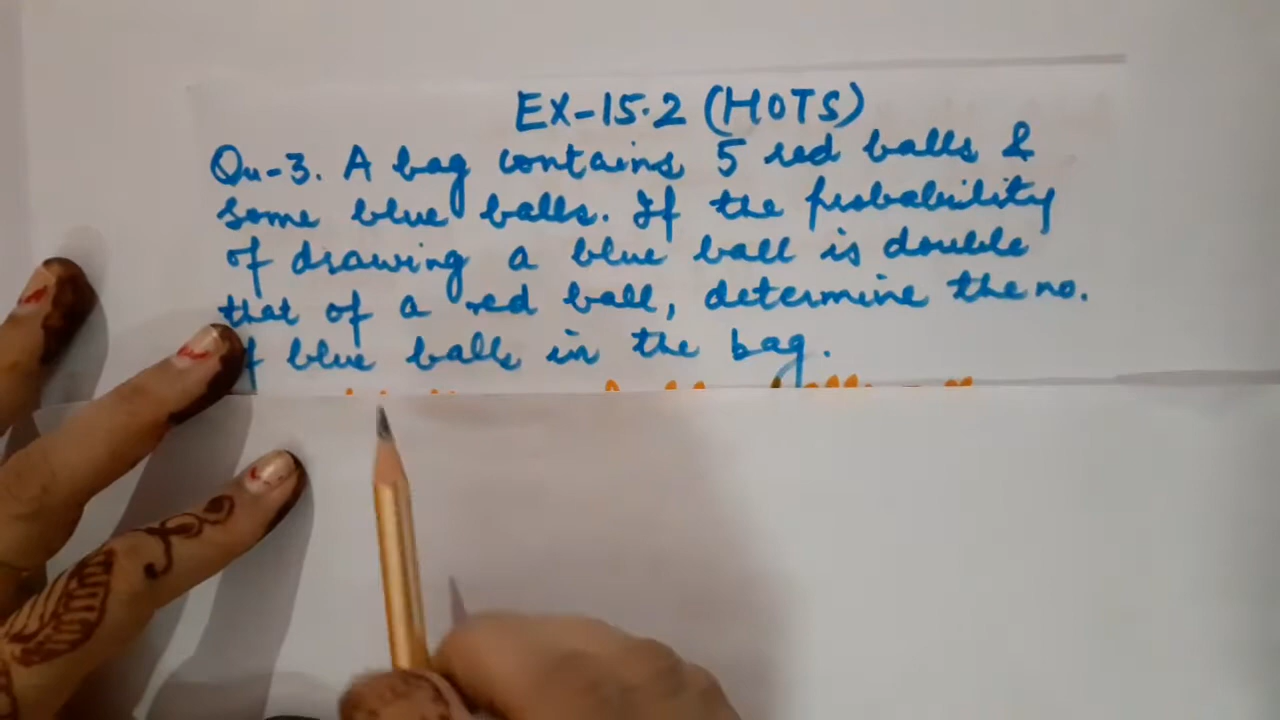 EX-15.2 (HOTS)
Qu-3. A bag contains 5 red balls &
some blue balls. If the probability
of drawing a blue ball is double
that of a red ball, determine the no.
of blue balls in the bag.